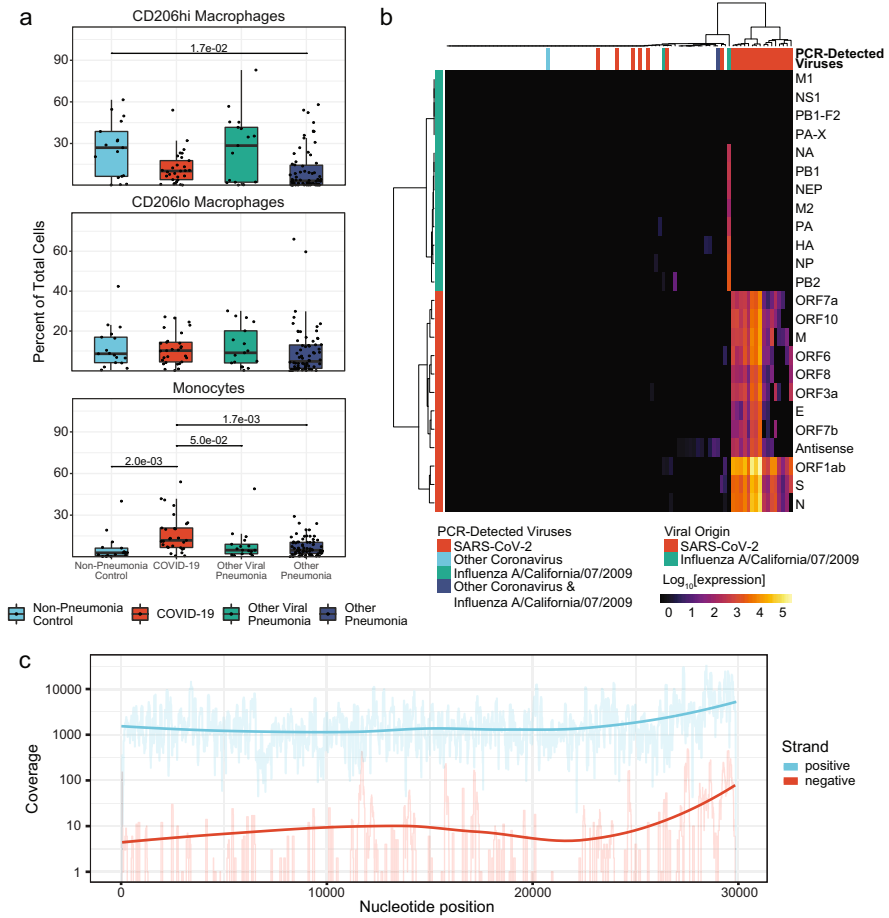 a
CD206hi Macrophages
90
60
30
1.7e-02
CD206lo Macrophages
60
40
20
Percent of Total Cells
Monocytes
90
60
30
1.7e-03
5.0e-02
2.0e-03
Non-Pneumonia
Control
COVID-19
Other Viral
Pneumonia
Other
Pneumonia
Non-Pneumonia
Control
COVID-19
Other Viral
Pneumonia
Other
Pneumonia
b
PCR-Detected
Viruses
M1
NS1
PB1-F2
PA-X
NA
PB1
NEP
M2
PA
HA
NP
PB2
ORF7a
ORF10
M
ORF6
ORF8
ORF3a
E
ORF7b
Antisense
ORF1ab
S
N
PCR-Detected Viruses
SARS-CoV-2
Other Coronavirus
Influenza A/California/07/2009
Other Coronavirus &
Influenza A/California/07/2009
Viral Origin
SARS-CoV-2
Influenza A/California/07/2009
Log10[expression]
0 1 2 3 4 5
c
Coverage
10000
1000
100
10
1
0 10000 20000 30000
Nucleotide position
Strand
positive
negative